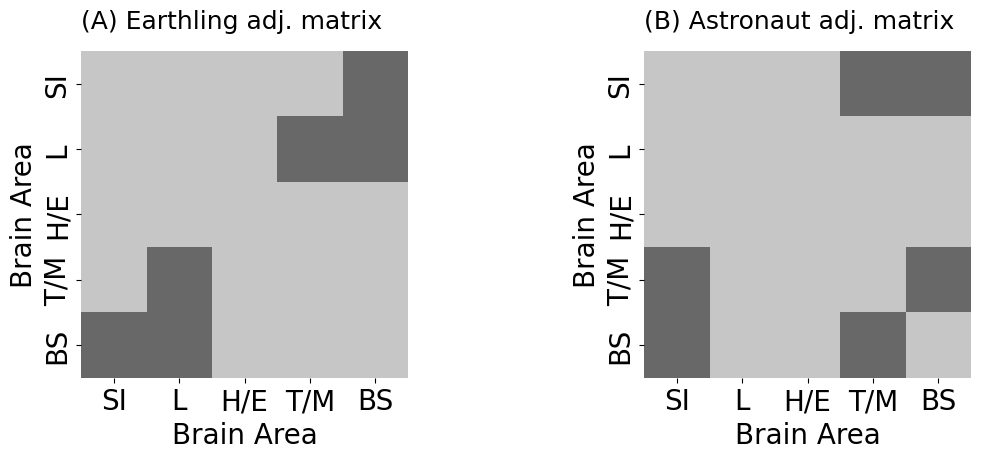 (A) Earthling adj. matrix
Brain Area
SI
L
H/E
T/M
BS
SI L H/E T/M BS
Brain Area
(B) Astronaut adj. matrix
Brain Area
SI
L
H/E
T/M
BS
SI L H/E T/M BS
Brain Area